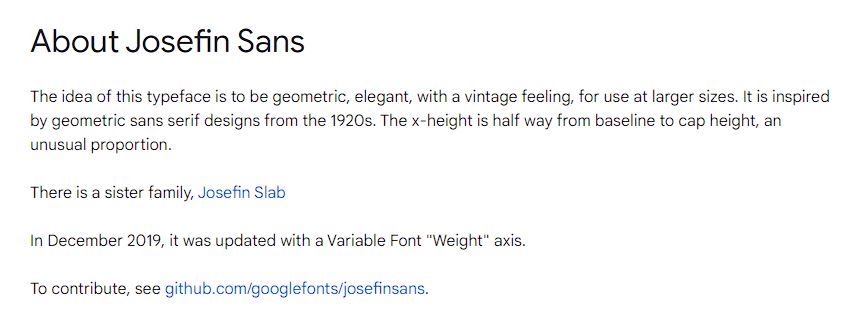 About Josefin Sans
The idea of this typeface is to be geometric, elegant, with a vintage feeling, for use at larger sizes. It is inspired
by geometric sans serif designs from the 1920s. The x-height is half way from baseline to cap height, an
unusual proportion.
There is a sister family, Josefin Slab
In December 2019, it was updated with a Variable Font "Weight" axis.
To contribute, see github.com/googlefonts/josefinsans.